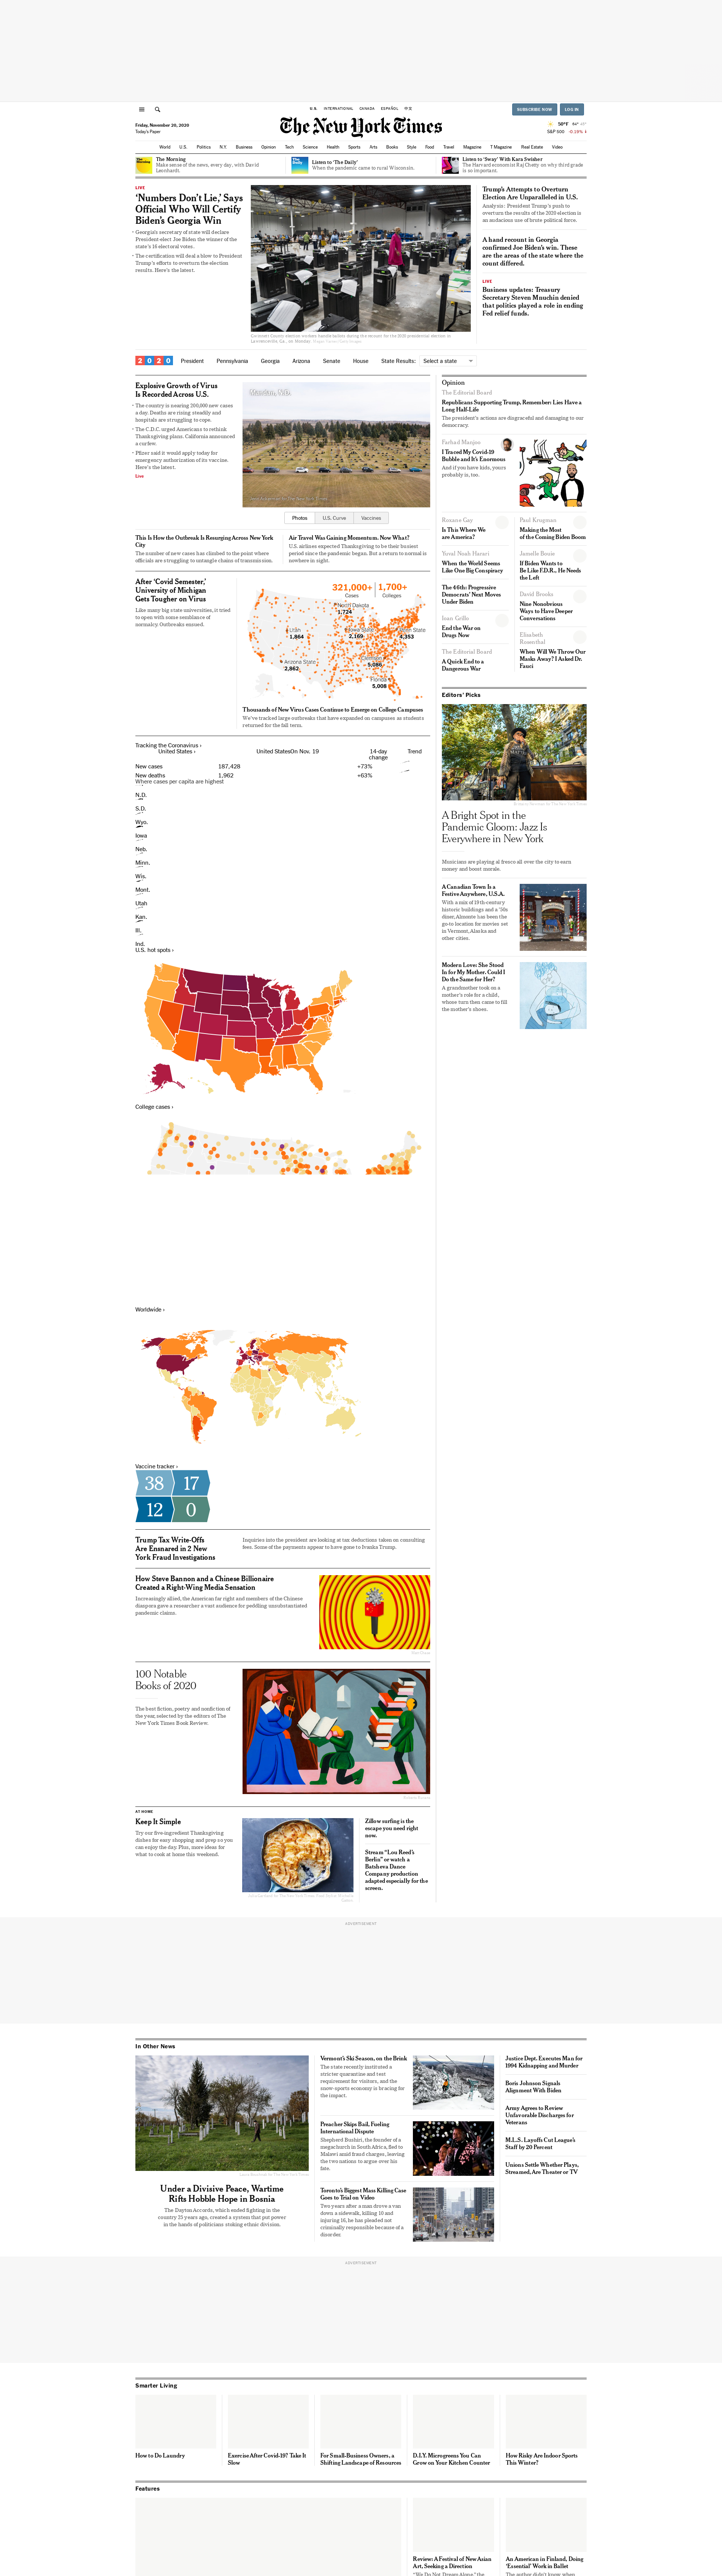 U.S.
INTERNATIONAL
CANADA
ESPAÑOL
中文
SUBSCRIBE NOW
LOG IN
Friday, November 20, 2020
Today's Paper
The New York Times
50°F
S&P 500
World
U.S.
Politics
N.Y.
Business
Opinion
Tech
Science
Health
Sports
Arts
Books
Style
Food
Travel
Magazine
T Magazine
Real Estate
Video
The Morning
Make sense of the news, every day, with David Leonhardt.
Listen to 'The Daily'
When the pandemic came to rural Wisconsin.
Listen to 'Sway' With Kara Swisher
The Harvard economist Raj Chetty on why third grade is so important.
LIVE
'Numbers Don't Lie,' Says
Official Who Will Certify
Biden's Georgia Win
• Georgia's secretary of state will declare
President-elect Joe Biden the winner of the
state's 16 electoral votes.
• The certification will deal a blow to President
Trump's efforts to overturn the election
results. Here's the latest.
Gwinnett County election workers handle ballots during the recount for the 2020 presidential election in
Lawrenceville, Ga., on Monday.
Trump's Attempts to Overturn
Election Are Unparalleled in U.S.
Analysis: President Trump's push to
overturn the results of the 2020 election is
an audacious use of brute political force.
A hand recount in Georgia
confirmed Joe Biden's win. These
are the areas of the state where the
count differed.
LIVE
Business updates: Treasury
Secretary Steven Mnuchin denied
that politics played a role in ending
Fed relief funds.
2020
President
Pennsylvania
Georgia
Arizona
Senate
House
State Results:
Select a state
Explosive Growth of Virus
Is Recorded Across U.S.
• The country is nearing 200,000 new cases
a day. Deaths are rising steadily and
hospitals are struggling to cope.
• The C.D.C. urged Americans to rethink
Thanksgiving plans. California announced
a curfew.
• Pfizer said it would apply today for
emergency authorization of its vaccine.
Here's the latest.
Live
Photos
U.S. Curve
Vaccines
This Is How the Outbreak Is Resurging Across New York
City
The number of new cases has climbed to the point where
officials are struggling to untangle chains of transmission.
Air Travel Was Gaining Momentum. Now What?
U.S. airlines expected Thanksgiving to be their busiest
period since the pandemic began. But a return to normal is
nowhere in sight.
After 'Covid Semester,'
University of Michigan
Gets Tougher on Virus
Like many big state universities, it tried
to open with some semblance of
normalcy. Outbreaks ensued.
321,000+
Cases
1,700+
Colleges
North Dakota
1,724
Utah
1,864
Iowa State
2,169
Penn State
4,353
Arizona State
2,862
Clemson
5,086
Florida
5,008
Thousands of New Virus Cases Continue to Emerge on College Campuses
We've tracked large outbreaks that have expanded on campuses as students
returned for the fall term.
Tracking the Coronavirus ›
United States ›
United States
On Nov. 19
14-day
change
Trend
New cases
187,428
+73%
New deaths
1,962
+63%
Where cases per capita are highest
N.D.
S.D.
Wyo.
Iowa
Neb.
Minn.
Wis.
Mont.
Utah
Kan.
Ill.
Ind.
U.S. hot spots ›
College cases ›
Worldwide ›
Vaccine tracker ›
38
17
12
0
Trump Tax Write-Offs
Are Ensnared in 2 New
York Fraud Investigations
Inquiries into the president are looking at tax deductions taken on consulting
fees. Some of the payments appear to have gone to Ivanka Trump.
How Steve Bannon and a Chinese Billionaire
Created a Right-Wing Media Sensation
Increasingly allied, the American far right and members of the Chinese
diaspora gave a researcher a vast audience for peddling unsubstantiated
pandemic claims.
100 Notable
Books of 2020
The best fiction, poetry and nonfiction of
the year, selected by the editors of The
New York Times Book Review.
AT HOME
Keep It Simple
Try our five-ingredient Thanksgiving
dishes for easy shopping and prep so you
can enjoy the day. Plus, more ideas for
what to cook at home this weekend.
Zillow surfing is the
escape you need right
now.
Stream "Lou Reed's
Berlin" or watch a
Batsheva Dance
Company production
adapted especially for the
screen.
Opinion
The Editorial Board
Republicans Supporting Trump, Remember: Lies Have a
Long Half-Life
The president's actions are disgraceful and damaging to our
democracy.
Farhad Manjoo
I Traced My Covid-19
Bubble and It's Enormous
And if you have kids, yours
probably is, too.
Roxane Gay
Is This Where We
are America?
Yuval Noah Harari
When the World Seems
Like One Big Conspiracy
The 46th: Progressive
Democrats' Next Moves
Under Biden
Ioan Grillo
End the War on
Drugs Now
The Editorial Board
A Quick End to a
Dangerous War
Paul Krugman
Making the Most
of the Coming Biden Boom
Jamelle Bouie
If Biden Wants to
Be Like F.D.R., He Needs
the Left
David Brooks
Nine Nonobvious
Ways to Have Deeper
Conversations
Elisabeth
Rosenthal
When Will We Throw Our
Masks Away? I Asked Dr.
Fauci
Editors' Picks
A Bright Spot in the
Pandemic Gloom: Jazz Is
Everywhere in New York
Musicians are playing al fresco all over the city to earn
money and boost morale.
A Canadian Town Is a
Festive Anywhere, U.S.A.
With a mix of 19th-century
historic buildings and a '50s
diner, Almonte has been the
go-to location for movies set
in Vermont, Alaska and
other cities.
Modern Love: She Stood
In for My Mother. Could I
Do the Same for Her?
A grandmother took on a
mother's role for a child,
whose turn then came to fill
the mother's shoes.
ADVERTISEMENT
In Other News
Under a Divisive Peace, Wartime
Rifts Hobble Hope in Bosnia
The Dayton Accords, which ended fighting in the
country 25 years ago, created a system that put power
in the hands of politicians stoking ethnic division.
Vermont's Ski Season, on the Brink
The state recently instituted a
stricter quarantine and test
requirement for visitors, and the
snow-sports economy is bracing for
the impact.
Preacher Skips Bail, Fueling
International Dispute
Shepherd Bushiri, the founder of a
megachurch in South Africa, fled to
Malawi amid fraud charges, leaving
the two nations to argue over his
fate.
Toronto's Biggest Mass Killing Case
Goes to Trial on Video
Two years after a man drove a van
down a sidewalk, killing 10 and
injuring 16, he has pleaded not
criminally responsible because of a
disorder.
Justice Dept. Executes Man for
1994 Kidnapping and Murder
Boris Johnson Signals
Alignment With Biden
Army Agrees to Review
Unfavorable Discharges for
Veterans
M.L.S. Layoffs Cut League's
Staff by 20 Percent
Unions Settle Whether Plays,
Streamed, Are Theater or TV
ADVERTISEMENT
Smarter Living
How to Do Laundry
Exercise After Covid-19? Take It
Slow
For Small-Business Owners, a
Shifting Landscape of Resources
D.I.Y. Microgreens You Can
Grow on Your Kitchen Counter
How Risky Are Indoor Sports
This Winter?
Features
Review: A Festival of New Asian
Art, Seeking a Direction
"We Do Not Dream Alone," the
An American in Finland, Doing
'Essential' Work in Ballet
The author didn't know when